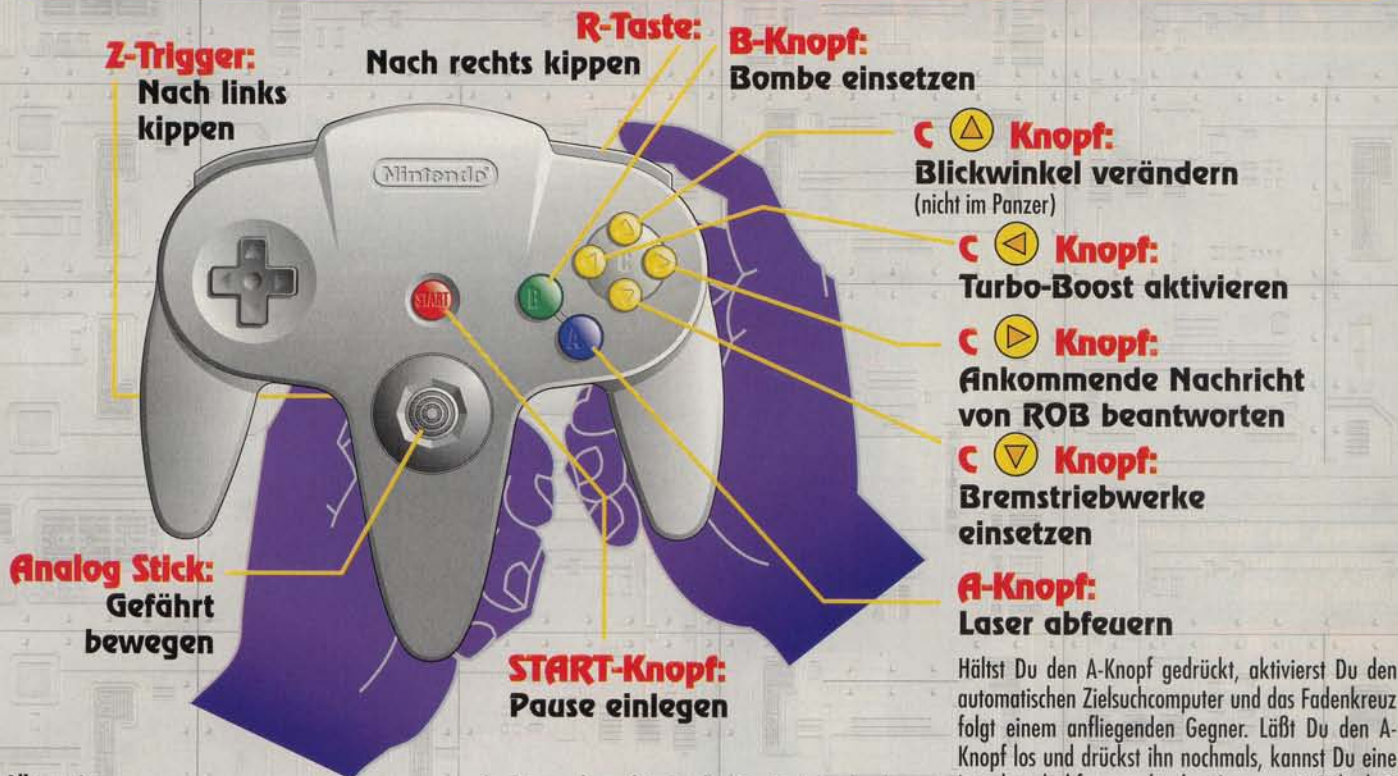 R-Taste:
Nach rechts kippen
Z-Trigger:
Nach links
kippen
B-Knopf:
Bombe einsetzen
C Knopf:
Blickwinkel verändern
(nicht im Panzer)
C Knopf:
Turbo-Boost aktivieren
C Knopf:
Ankommende Nachricht
von ROB beantworten
C Knopf:
Bremstriebwerke
einsetzen
A-Knopf:
Laser abfeuern
Nintendo
START
B
C
A
Analog Stick:
Gefährt
bewegen
START-Knopf:
Pause einlegen
Hältst Du den A-Knopf gedrückt, aktivierst Du den
automatischen Zielsuchcomputer und das Fadenkreuz
folgt einem anfliegenden Gegner. Läßt Du den A-
Knopf los und drückst ihn nochmals, kannst Du eine